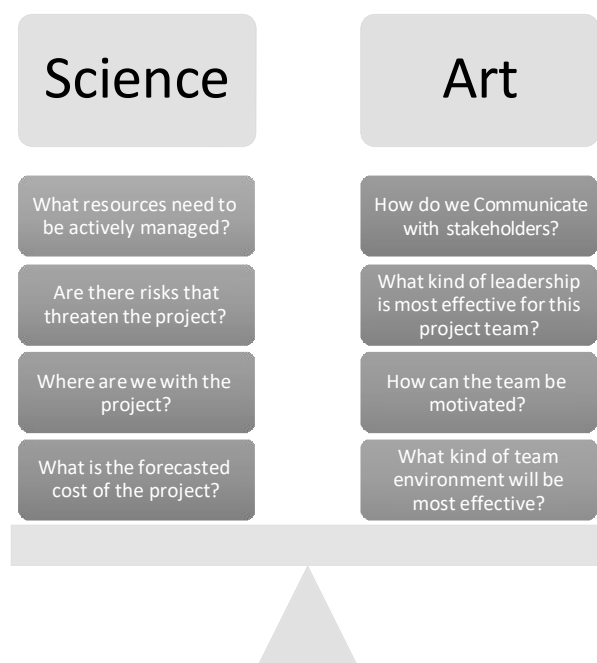 Science
Art
What resources need to
be actively managed?
How do we Communicate
with stakeholders?
Are there risks that
threaten the project?
What kind of leadership
is most effective for this
project team?
Where are we with the
project?
How can the team be
motivated?
What is the forecasted
cost of the project?
What kind of team
environment will be
most effective?